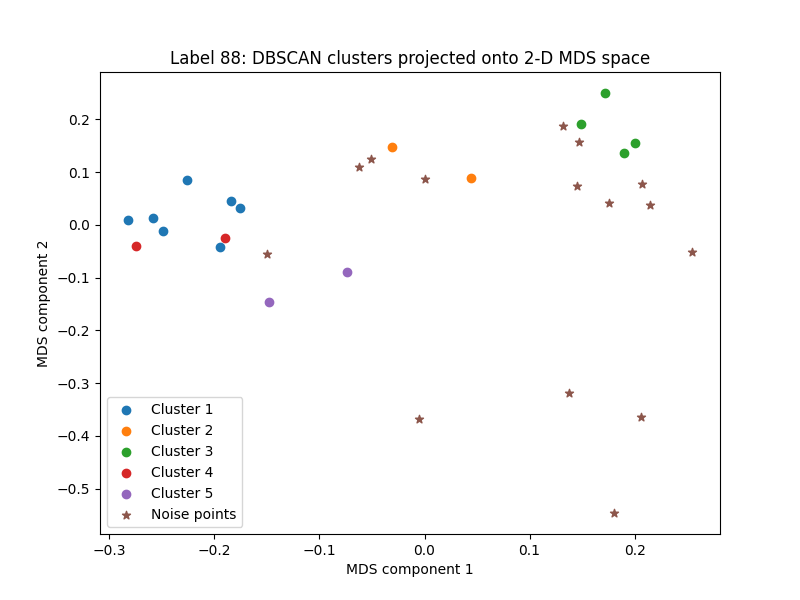 Label 88: DBSCAN clusters projected onto 2-D MDS space
0.2
0.1
0.0
−0.1
−0.2
−0.3
−0.4
−0.5
MDS component 2
Cluster 1
Cluster 2
Cluster 3
Cluster 4
Cluster 5
Noise points
−0.3 −0.2 −0.1 0.0 0.1 0.2
MDS component 1